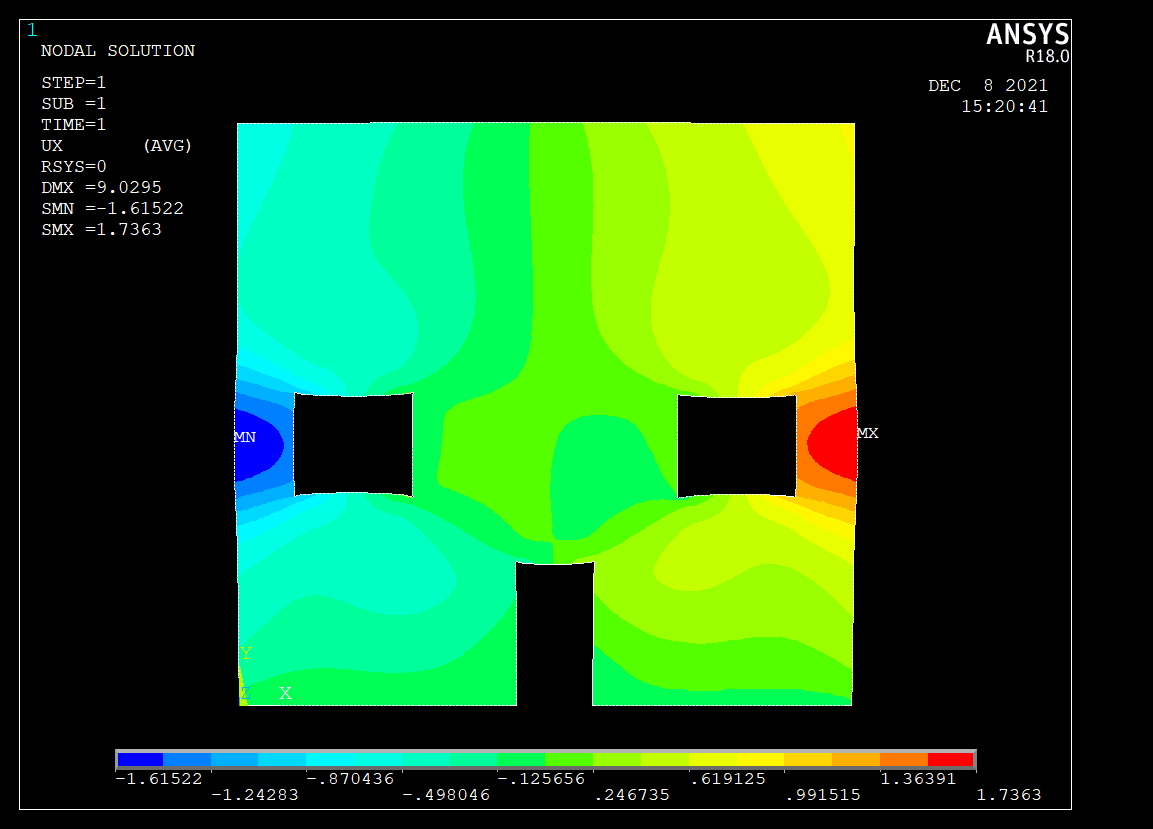 1
ANSYS
R18.0
NODAL SOLUTION
STEP=1
SUB =1
TIME=1
UX (AVG)
RSYS=0
DMX =9.0295
SMN =-1.61522
SMX =1.7363
DEC 8 2021
15:20:41
MN
MX
Y
Z X
-1.61522 -.870436 -.125656 .619125 1.36391
-1.24283 -.498046 .246735 .991515 1.7363